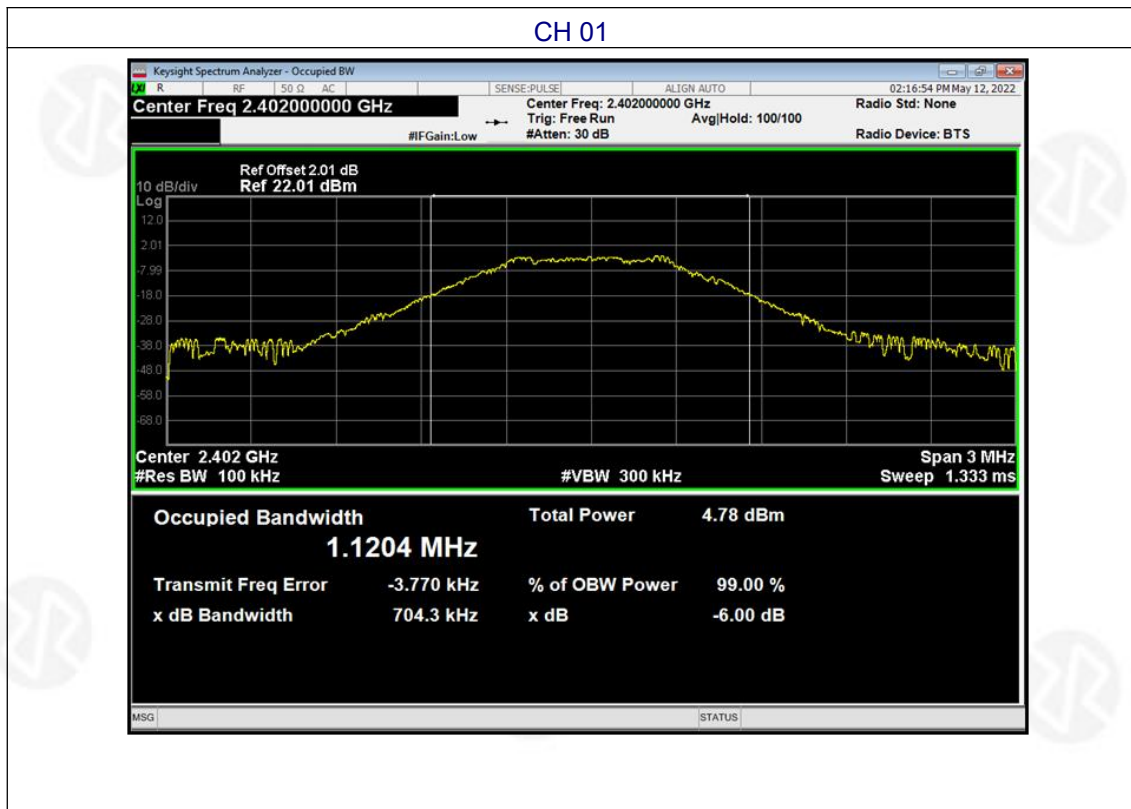 CH 01
Keysight Spectrum Analyzer - Occupied BW
LXI R RF 50 Ω AC SENSE:PULSE ALIGN AUTO 02:16:54 PM May 12, 2022
Center Freq 2.402000000 GHz Center Freq: 2.402000000 GHz Radio Std: None
Trig: Free Run Avg|Hold: 100/100
#IFGain:Low #Atten: 30 dB Radio Device: BTS
Ref Offset 2.01 dB
10 dB/div Ref 22.01 dBm
Log
12.0
2.01
-7.99
-18.0
-28.0
-38.0
-48.0
-58.0
-68.0
Center 2.402 GHz Span 3 MHz
#Res BW 100 kHz #VBW 300 kHz Sweep 1.333 ms
Occupied Bandwidth Total Power 4.78 dBm
1.1204 MHz
Transmit Freq Error -3.770 kHz % of OBW Power 99.00 %
x dB Bandwidth 704.3 kHz x dB -6.00 dB
MSG STATUS